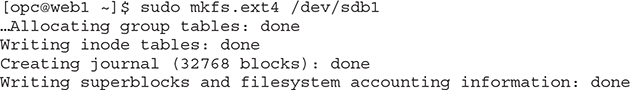 [opc@web1 ~]$ sudo mkfs.ext4 /dev/sdb1
…Allocating group tables: done
Writing inode tables: done
Creating journal (32768 blocks): done
Writing superblocks and filesystem accounting information: done